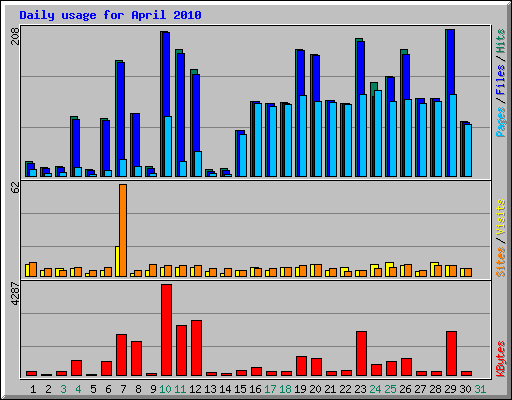 Daily usage for April 2010
208
Pages / Files / Hits
62
Sites / Visits
4287
KBytes
1 2 3 4 5 6 7 8 9 10 11 12 13 14 15 16 17 18 19 20 21 22 23 24 25 26 27 28 29 30 31